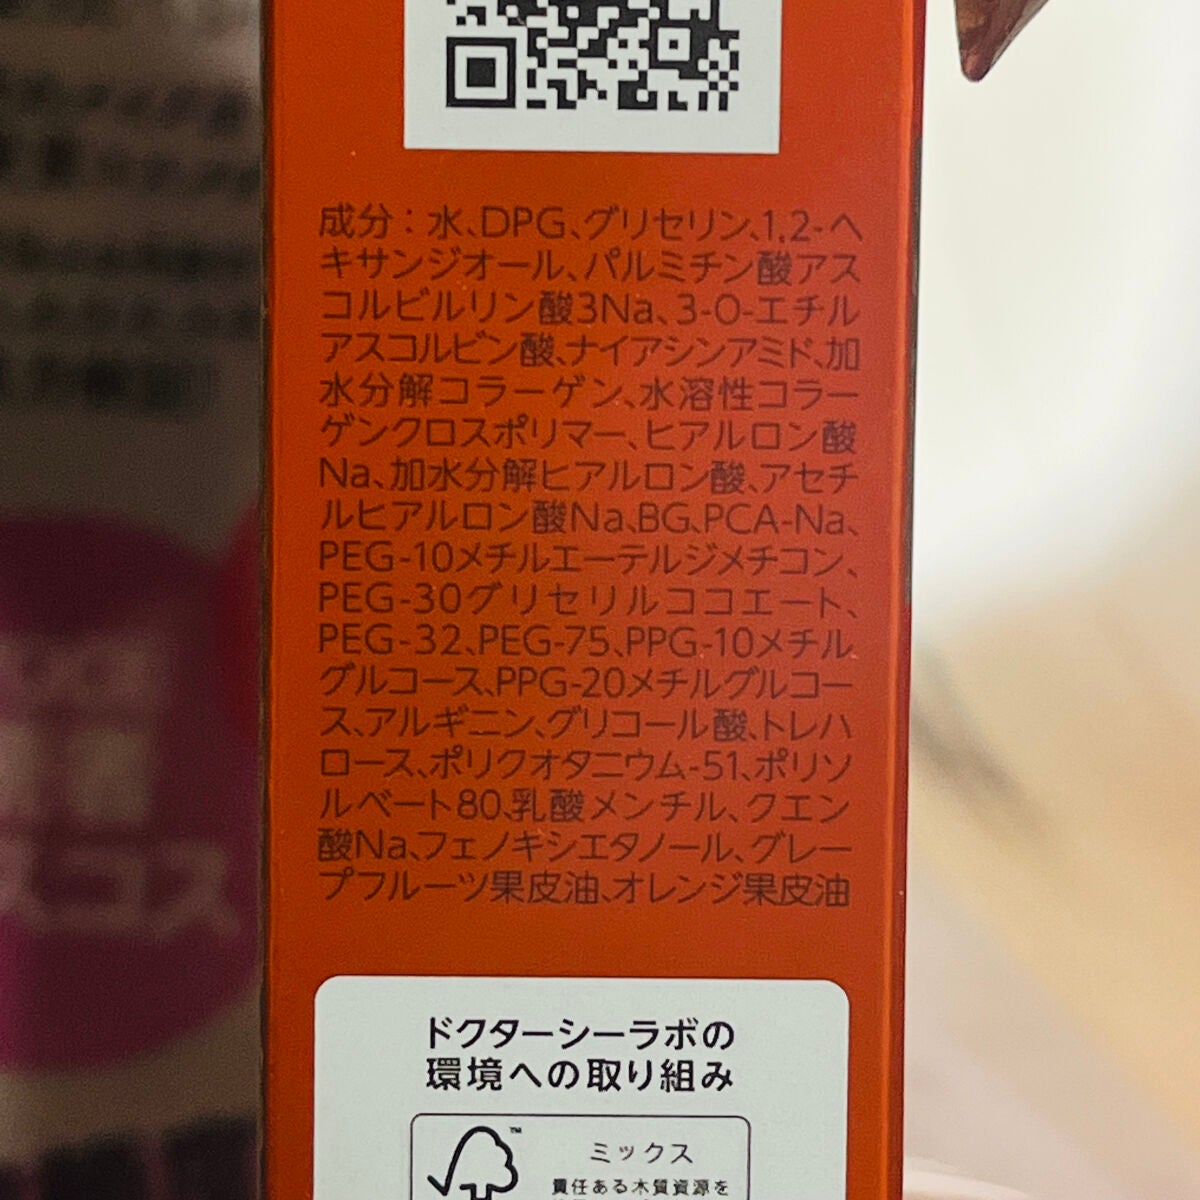 成分：水、DPG、グリセリン、1,2-ヘ
キサンジオール、パルミチン酸アス
コルビルリン酸3Na、3-O-エチル
アスコルビン酸、ナイアシンアミド、加
水分解コラーゲン、水溶性コラー
ゲンクロスポリマー、ヒアルロン酸
Na、加水分解ヒアルロン酸、アセチ
ルヒアルロン酸Na、BG、PCA-Na、
PEG-10メチルエーテルジメチコン、
PEG-30グリセリルココエート、
PEG-32、PEG-75、PPG-10メチル
グルコース、PPG-20メチルグルコー
ス、アルギニン、グリコール酸、トレハ
ロース、ポリクオタニウム-51、ポリソ
ルベート80、乳酸メンチル、クエン
酸Na、フェノキシエタノール、グレー
プフルーツ果皮油、オレンジ果皮油
ドクターシーラボの
環境への取り組み
™
ミックス
責任ある木質資源を